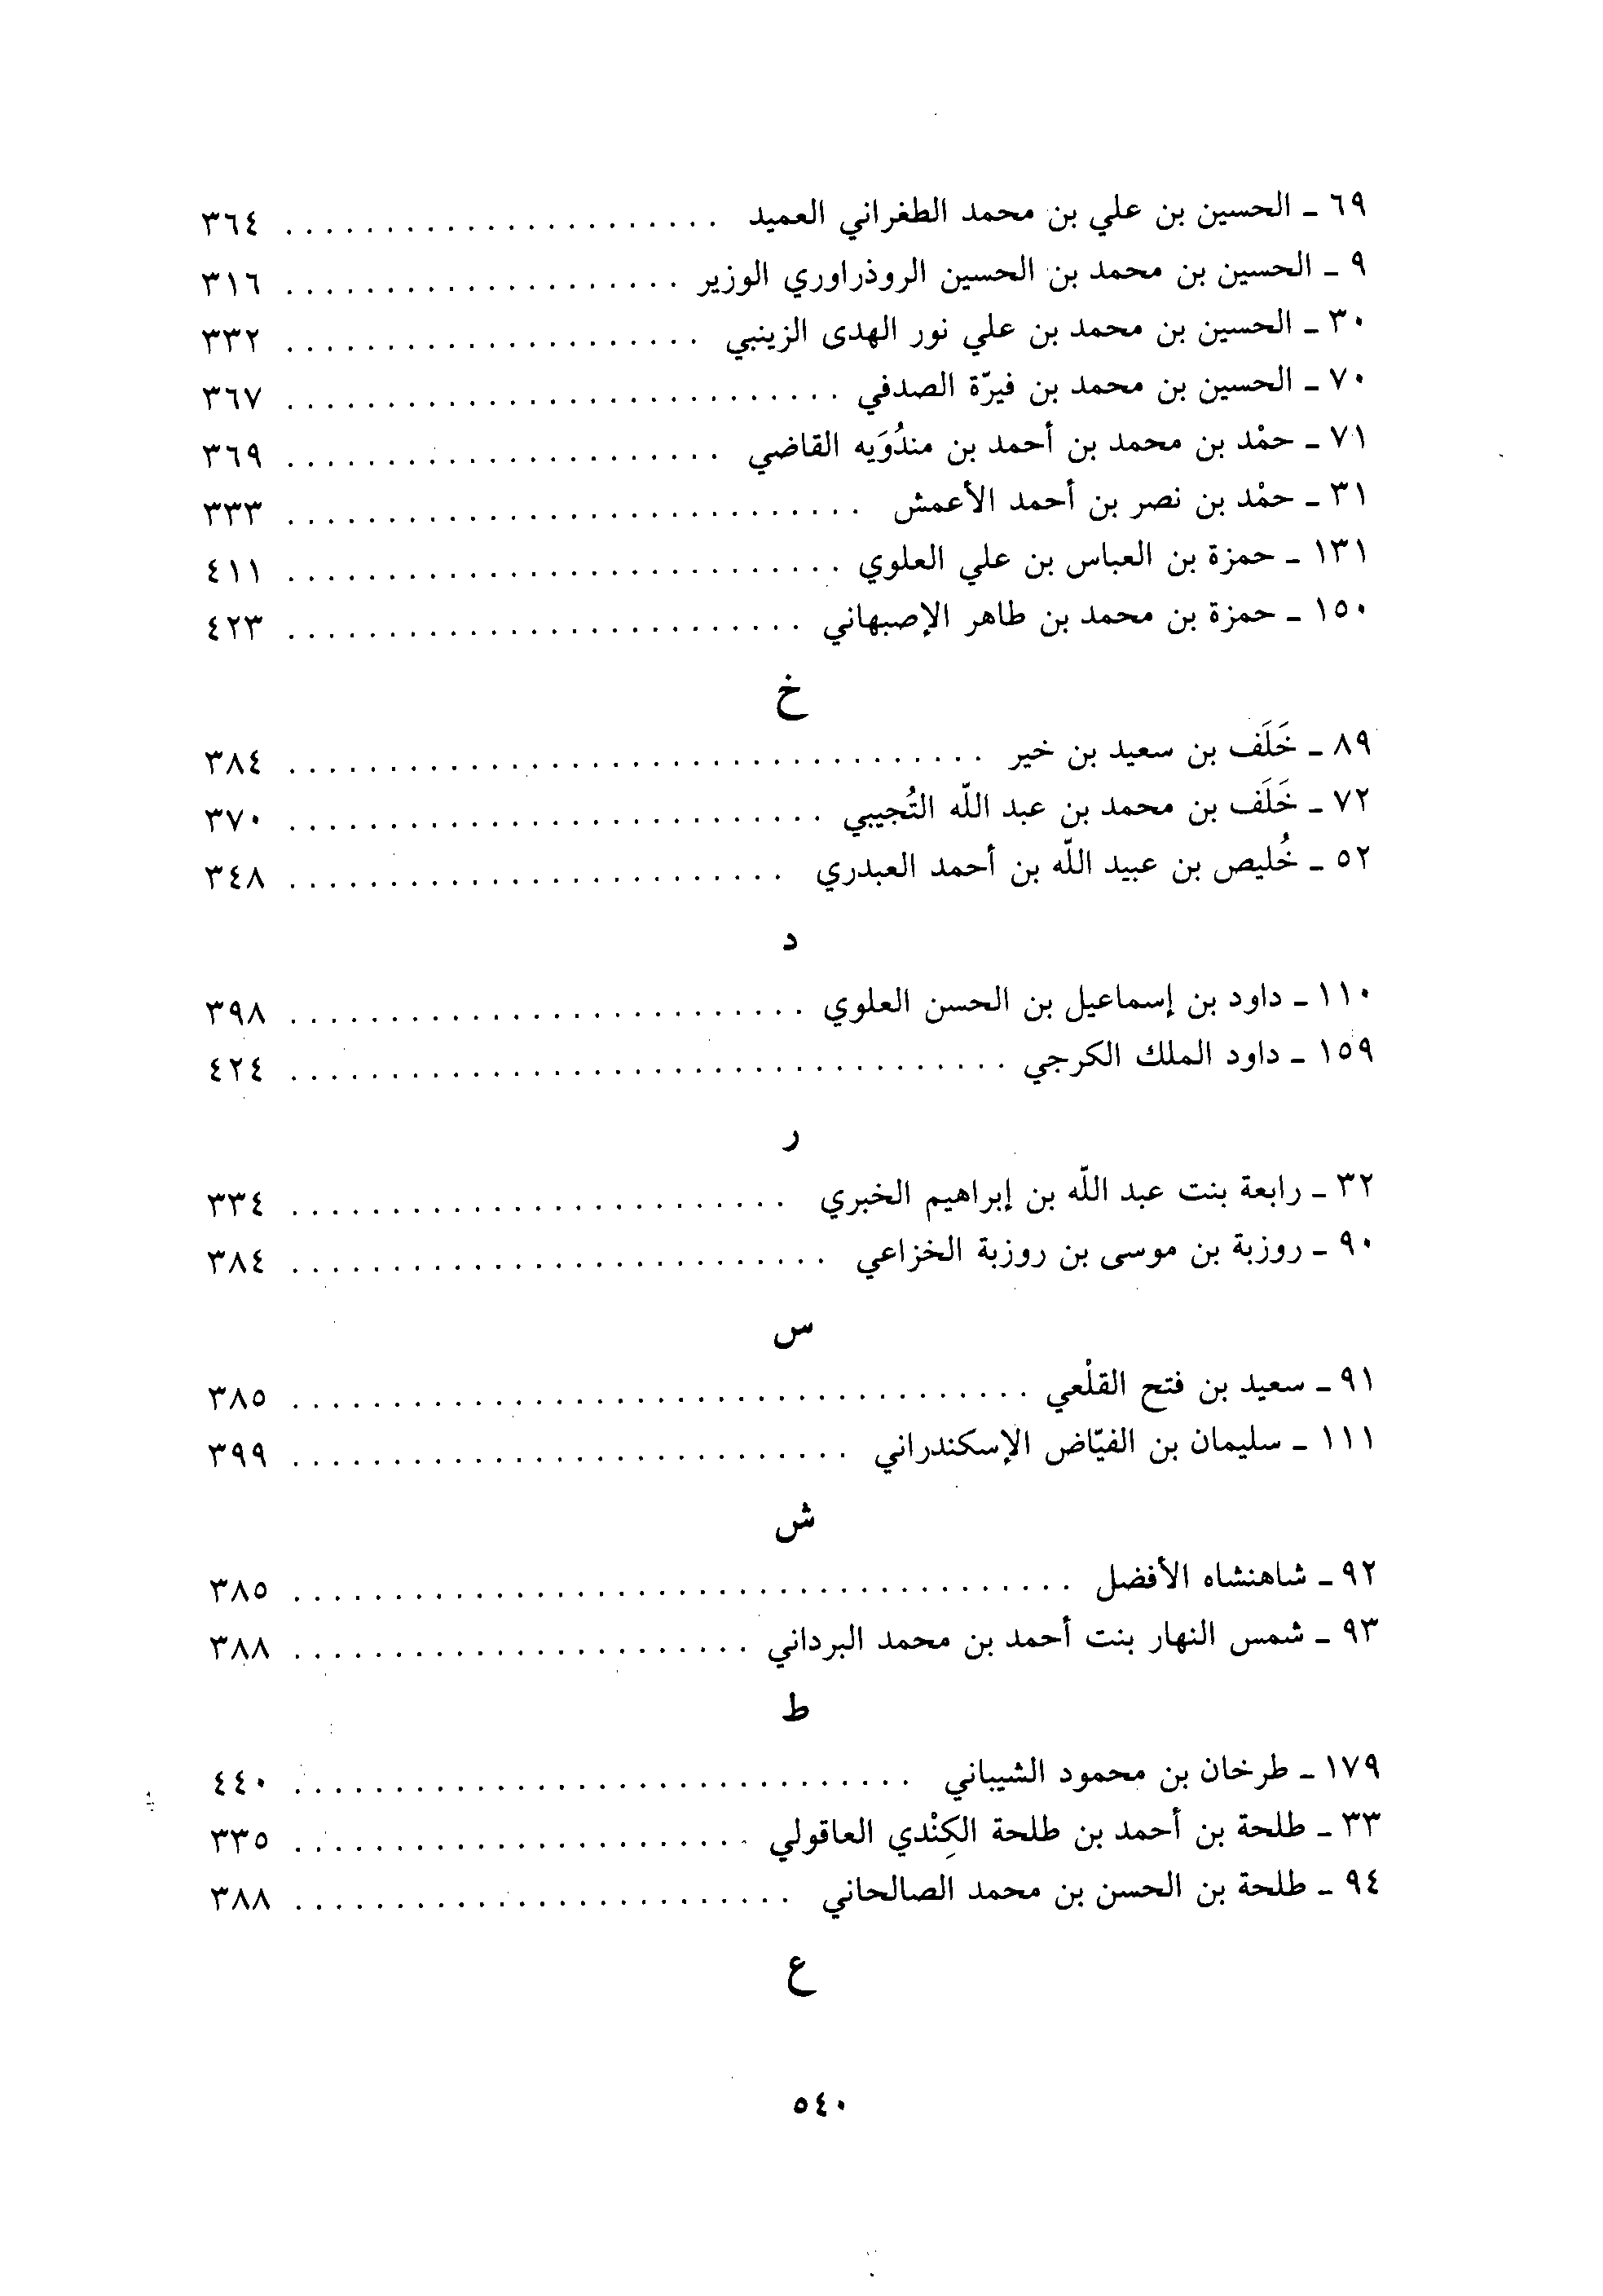 ٦٩ ـ الحسين بن علي بن محمد الطغراني العميد . . . . . . . . . . . . . . . . . . . . . . ٣٦٤
٩ ـ الحسين بن محمد بن الحسين الروذراوري الوزير . . . . . . . . . . . . . . . . . . . . ٣١٦
٣٠ ـ الحسين بن محمد بن علي نور الهدى الزينبي . . . . . . . . . . . . . . . . . . . . . ٣٣٢
٧٠ ـ الحسين بن محمد بن فيرّة الصدفي . . . . . . . . . . . . . . . . . . . . . . . . . . . . ٣٦٧
٧١ ـ حمْد بن محمد بن أحمد بن مندُوَيه القاضي . . . . . . . . . . . . . . . . . . . . . . ٣٦٩
٣١ ـ حمْد بن نصر بن أحمد الأعمش . . . . . . . . . . . . . . . . . . . . . . . . . . . . . ٣٣٣
١٣١ ـ حمزة بن العباس بن علي العلوي . . . . . . . . . . . . . . . . . . . . . . . . . . . . ٤١١
١٥٠ ـ حمزة بن محمد بن طاهر الإصبهاني . . . . . . . . . . . . . . . . . . . . . . . . . . ٤٢٣
خ
٨٩ ـ خَلَف بن سعيد بن خير . . . . . . . . . . . . . . . . . . . . . . . . . . . . . . . . . . . ٣٨٤
٧٢ ـ خَلَف بن محمد بن عبد اللّه التُجيبي . . . . . . . . . . . . . . . . . . . . . . . . . . . ٣٧٠
٥٢ ـ خُليص بن عبيد اللّه بن أحمد العبدري . . . . . . . . . . . . . . . . . . . . . . . . . ٣٤٨
د
١١٠ ـ داود بن إسماعيل بن الحسن العلوي . . . . . . . . . . . . . . . . . . . . . . . . . . ٣٩٨
١٥٩ ـ داود الملك الكرجي . . . . . . . . . . . . . . . . . . . . . . . . . . . . . . . . . . . . ٤٢٤
ر
٣٢ ـ رابعة بنت عبد اللّه بن إبراهيم الخبري . . . . . . . . . . . . . . . . . . . . . . . . . ٣٣٤
٩٠ ـ روزبة بن موسى بن روزبة الخزاعي . . . . . . . . . . . . . . . . . . . . . . . . . . . ٣٨٤
س
٩١ ـ سعيد بن فتح القلْعي . . . . . . . . . . . . . . . . . . . . . . . . . . . . . . . . . . . . . ٣٨٥
١١١ ـ سليمان بن الفيّاض الإسكندراني . . . . . . . . . . . . . . . . . . . . . . . . . . . . ٣٩٩
ش
٩٢ ـ شاهنشاه الأفضل . . . . . . . . . . . . . . . . . . . . . . . . . . . . . . . . . . . . . . . ٣٨٥
٩٣ ـ شمس النهار بنت أحمد بن محمد البرداني . . . . . . . . . . . . . . . . . . . . . . . ٣٨٨
ط
١٧٩ ـ طرخان بن محمود الشيباني . . . . . . . . . . . . . . . . . . . . . . . . . . . . . . . ٤٤٠
٣٣ ـ طلحة بن أحمد بن طلحة الكِنْدي العاقولي . . . . . . . . . . . . . . . . . . . . . . . ٣٣٥
٩٤ ـ طلحة بن الحسن بن محمد الصالحاني . . . . . . . . . . . . . . . . . . . . . . . . . ٣٨٨
ع
٥٤٠